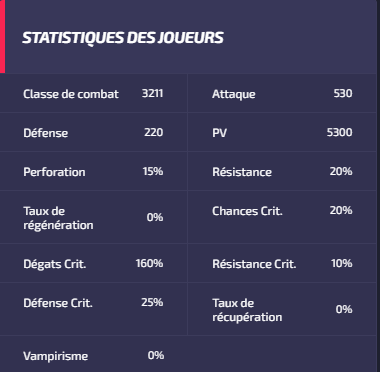 STATISTIQUES DES JOUEURS
Classe de combat 3211
Attaque 530
Défense 220
PV 5300
Perforation 15%
Résistance 20%
Taux de
régénération 0%
Chances Crit. 20%
Dégats Crit. 160%
Résistance Crit. 10%
Défense Crit. 25%
Taux de
récupération 0%
Vampirisme 0%